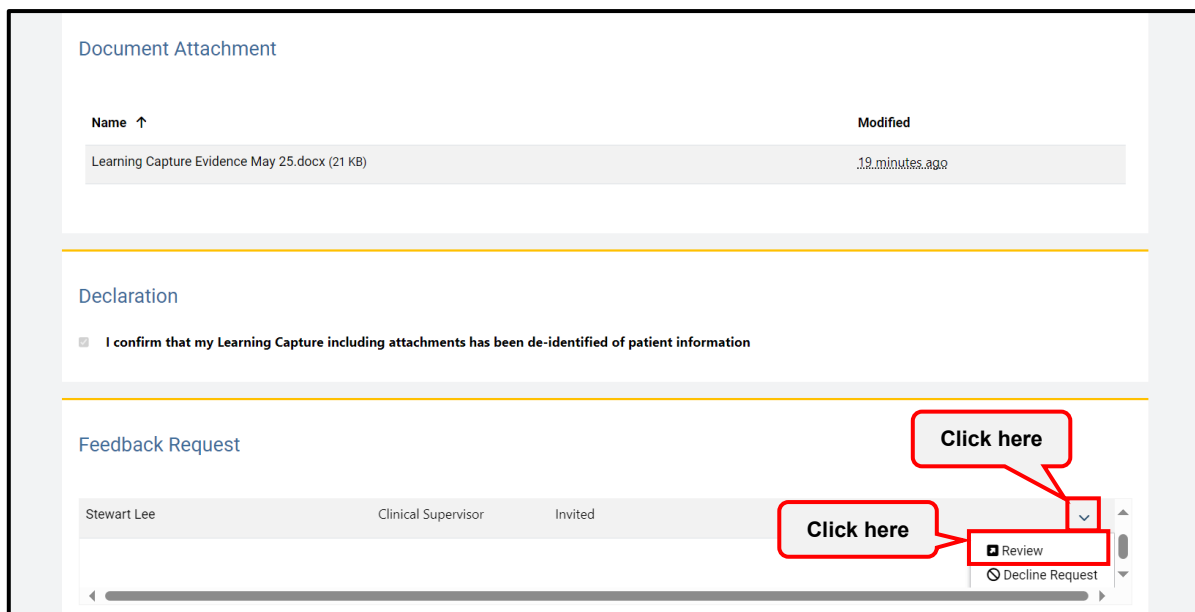 Document Attachment
Name ↑ Modified
Learning Capture Evidence May 25.docx (21 KB) 19 minutes ago
Declaration
I confirm that my Learning Capture including attachments has been de-identified of patient information
Feedback Request
Click here
Stewart Lee Clinical Supervisor Invited
Click here
Review
Decline Request